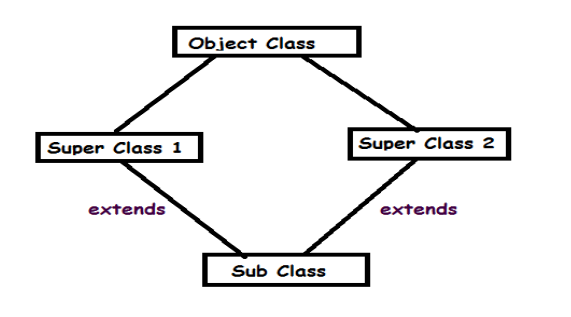 Object Class
Super Class 1
Super Class 2
extends
extends
Sub Class